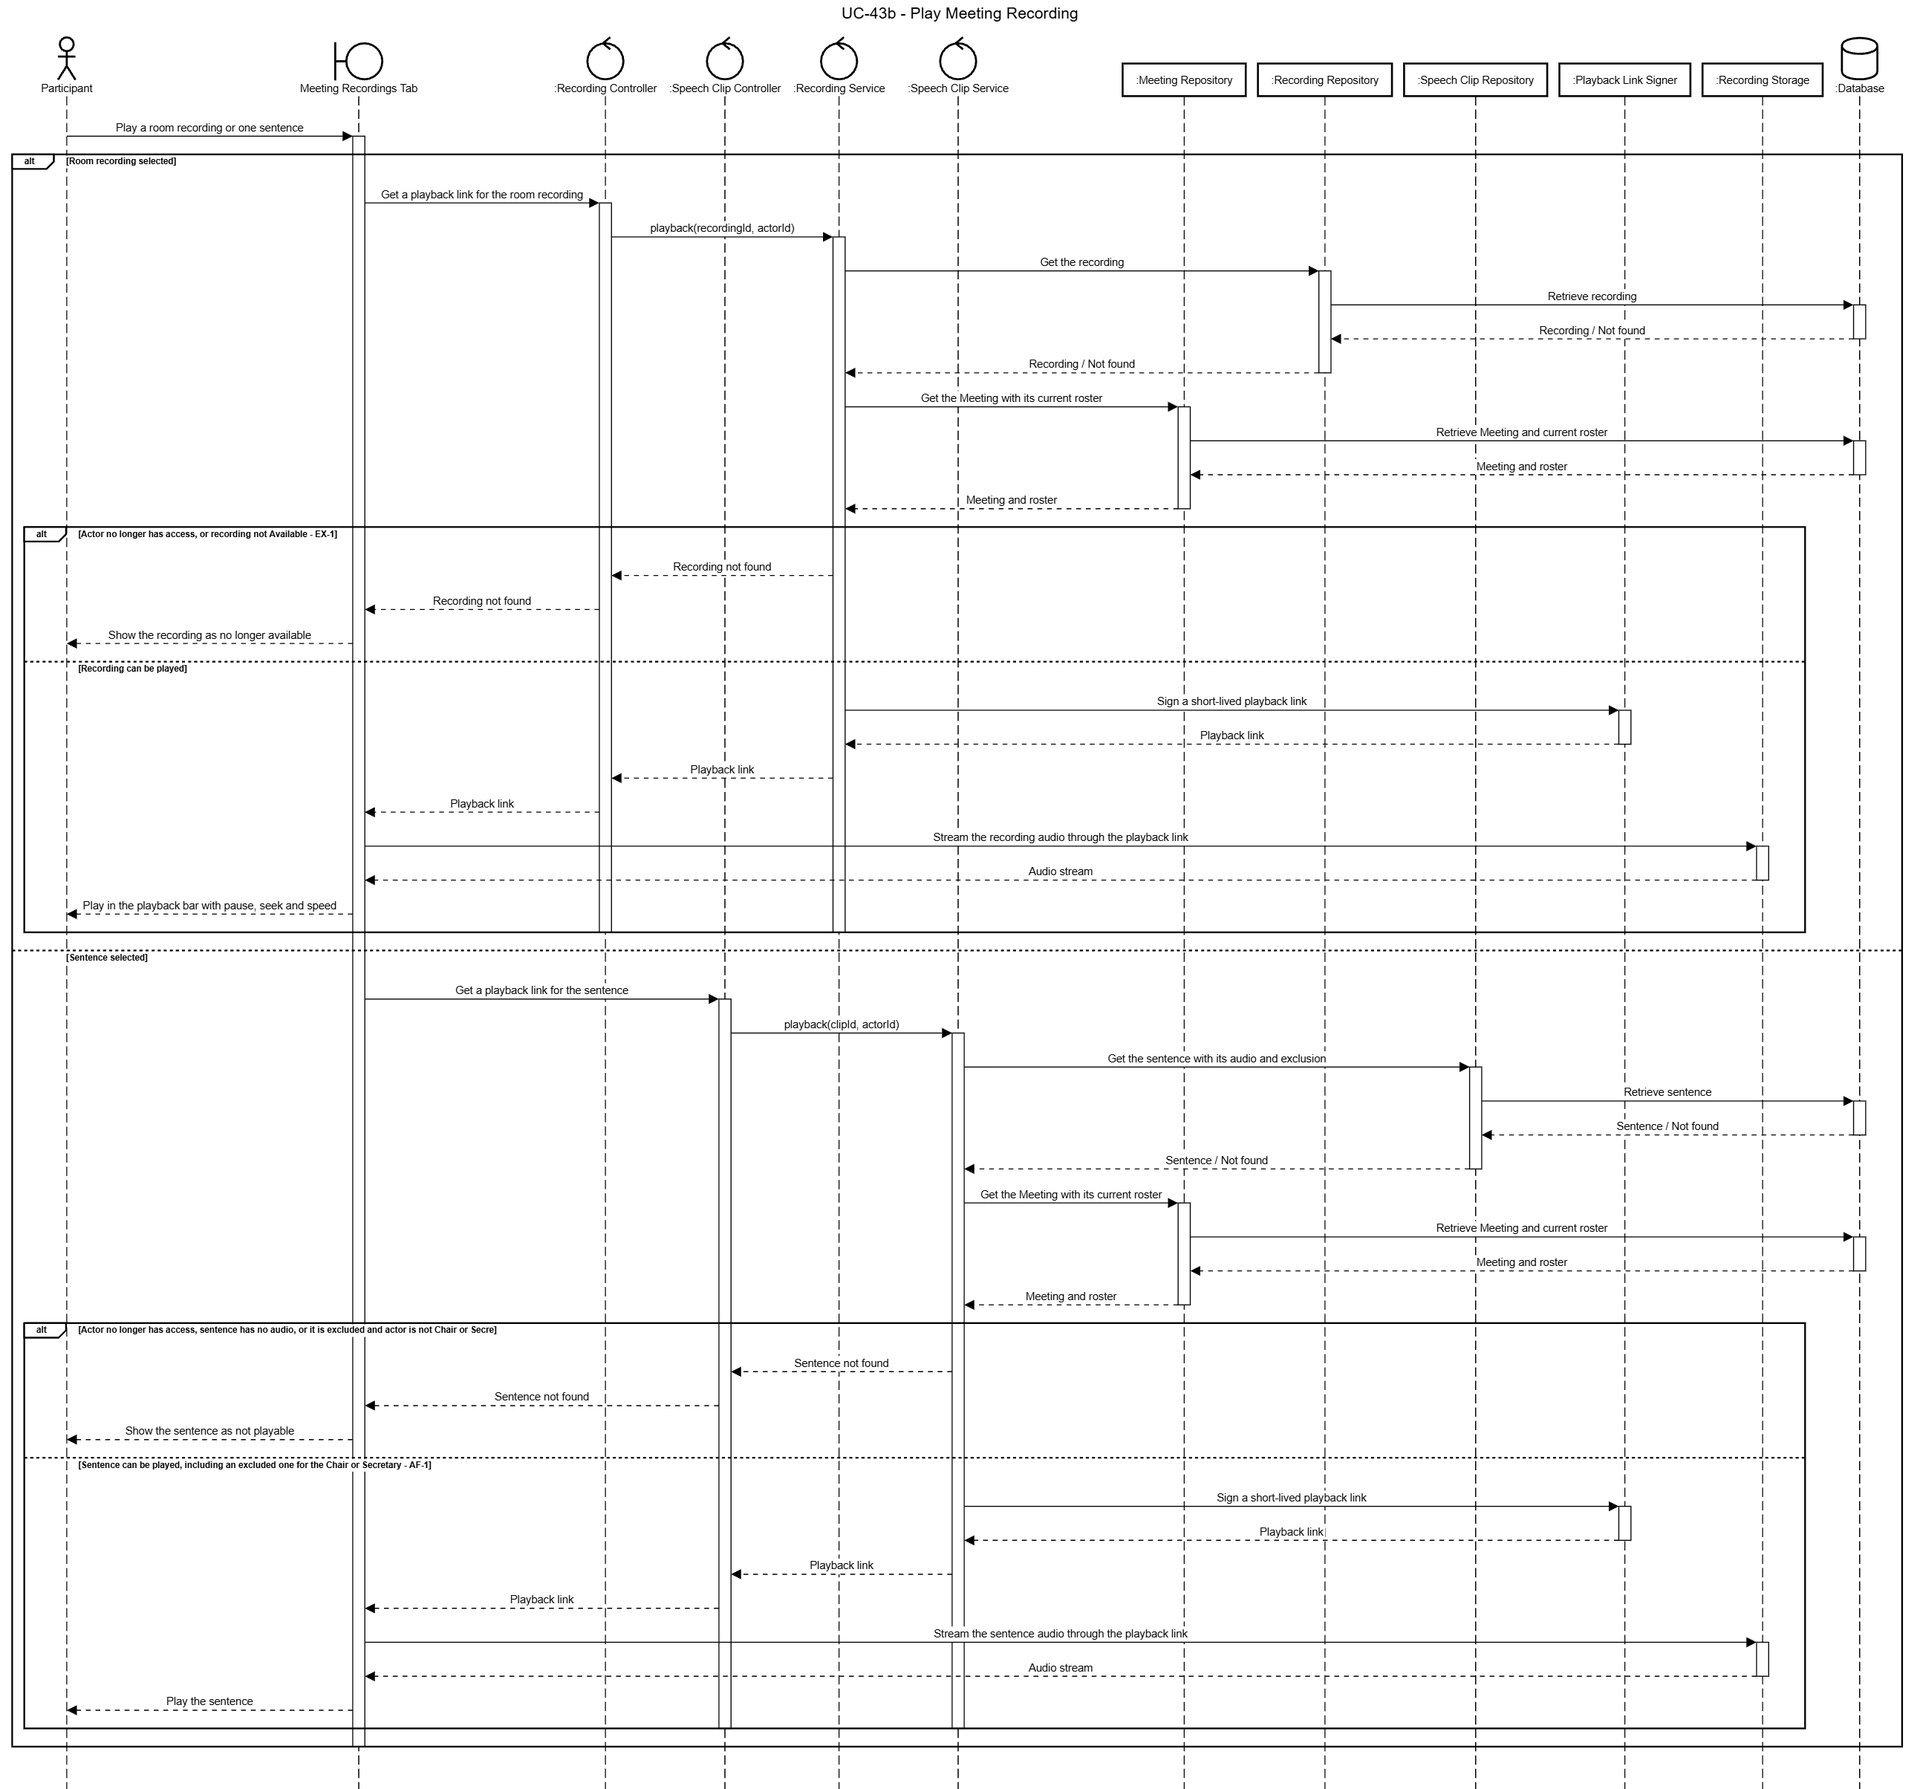 UC-43b - Play Meeting Recording
Participant
Meeting Recordings Tab
:Recording Controller
:Speech Clip Controller
:Recording Service
:Speech Clip Service
:Meeting Repository
:Recording Repository
:Speech Clip Repository
:Playback Link Signer
:Recording Storage
:Database
Play a room recording or one sentence
alt
[Room recording selected]
Get a playback link for the room recording
playback(recordingId, actorId)
Get the recording
Retrieve recording
Recording / Not found
Recording / Not found
Get the Meeting with its current roster
Retrieve Meeting and current roster
Meeting and roster
Meeting and roster
alt
[Actor no longer has access, or recording not Available - EX-1]
Recording not found
Recording not found
Show the recording as no longer available
[Recording can be played]
Sign a short-lived playback link
Playback link
Playback link
Playback link
Stream the recording audio through the playback link
Audio stream
Play in the playback bar with pause, seek and speed
[Sentence selected]
Get a playback link for the sentence
playback(clipId, actorId)
Get the sentence with its audio and exclusion
Retrieve sentence
Sentence / Not found
Sentence / Not found
Get the Meeting with its current roster
Retrieve Meeting and current roster
Meeting and roster
Meeting and roster
alt
[Actor no longer has access, sentence has no audio, or it is excluded and actor is not Chair or Secre]
Sentence not found
Sentence not found
Show the sentence as not playable
[Sentence can be played, including an excluded one for the Chair or Secretary - AF-1]
Sign a short-lived playback link
Playback link
Playback link
Playback link
Stream the sentence audio through the playback link
Audio stream
Play the sentence